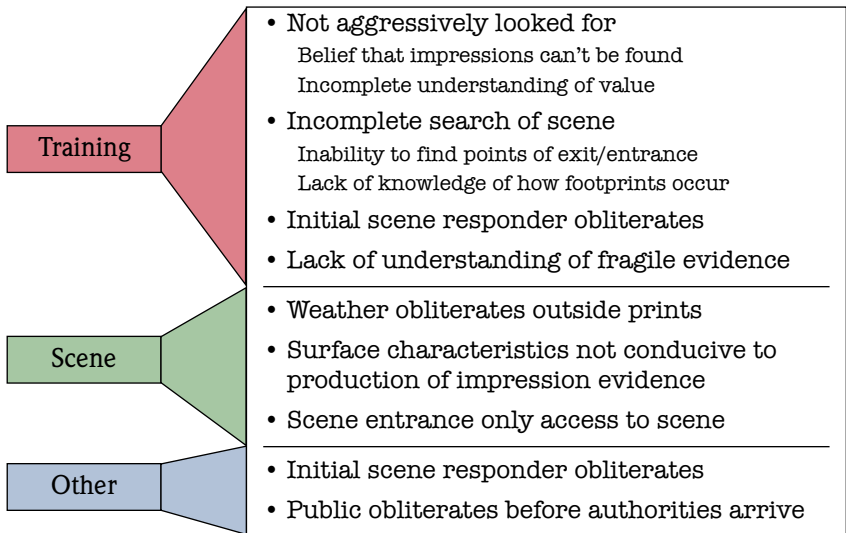 Training
• Not aggressively looked for
Belief that impressions can't be found
Incomplete understanding of value
• Incomplete search of scene
Inability to find points of exit/entrance
Lack of knowledge of how footprints occur
• Initial scene responder obliterates
• Lack of understanding of fragile evidence
Scene
• Weather obliterates outside prints
• Surface characteristics not conducive to
production of impression evidence
• Scene entrance only access to scene
Other
• Initial scene responder obliterates
• Public obliterates before authorities arrive